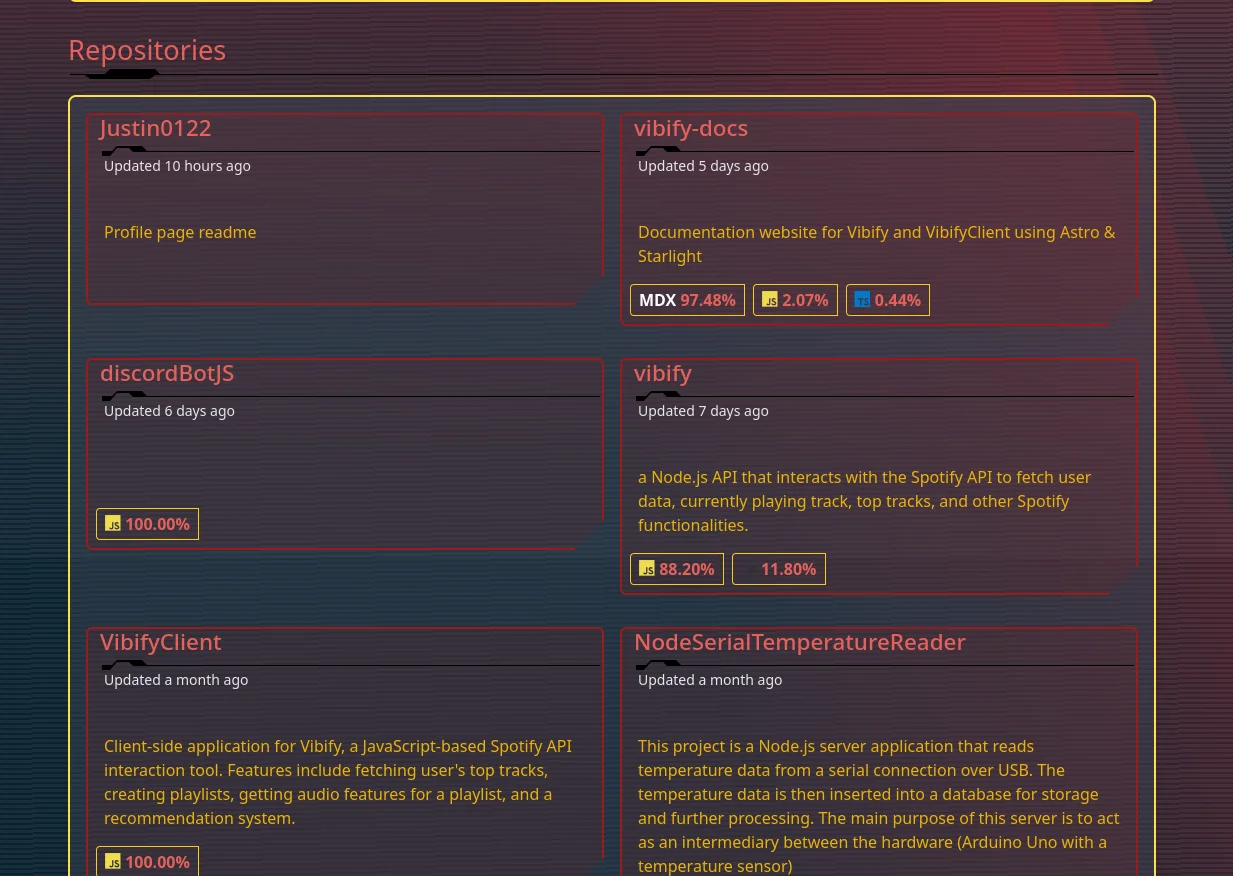 Repositories
Justin0122
Updated 10 hours ago
Profile page readme
vibify-docs
Updated 5 days ago
Documentation website for Vibify and VibifyClient using Astro &
Starlight
MDX 97.48%
JS 2.07%
TS 0.44%
discordBotJS
Updated 6 days ago
JS 100.00%
vibify
Updated 7 days ago
a Node.js API that interacts with the Spotify API to fetch user
data, currently playing track, top tracks, and other Spotify
functionalities.
JS 88.20%
11.80%
VibifyClient
Updated a month ago
Client-side application for Vibify, a JavaScript-based Spotify API
interaction tool. Features include fetching user's top tracks,
creating playlists, getting audio features for a playlist, and a
recommendation system.
JS 100.00%
NodeSerialTemperatureReader
Updated a month ago
This project is a Node.js server application that reads
temperature data from a serial connection over USB. The
temperature data is then inserted into a database for storage
and further processing. The main purpose of this server is to act
as an intermediary between the hardware (Arduino Uno with a
temperature sensor)